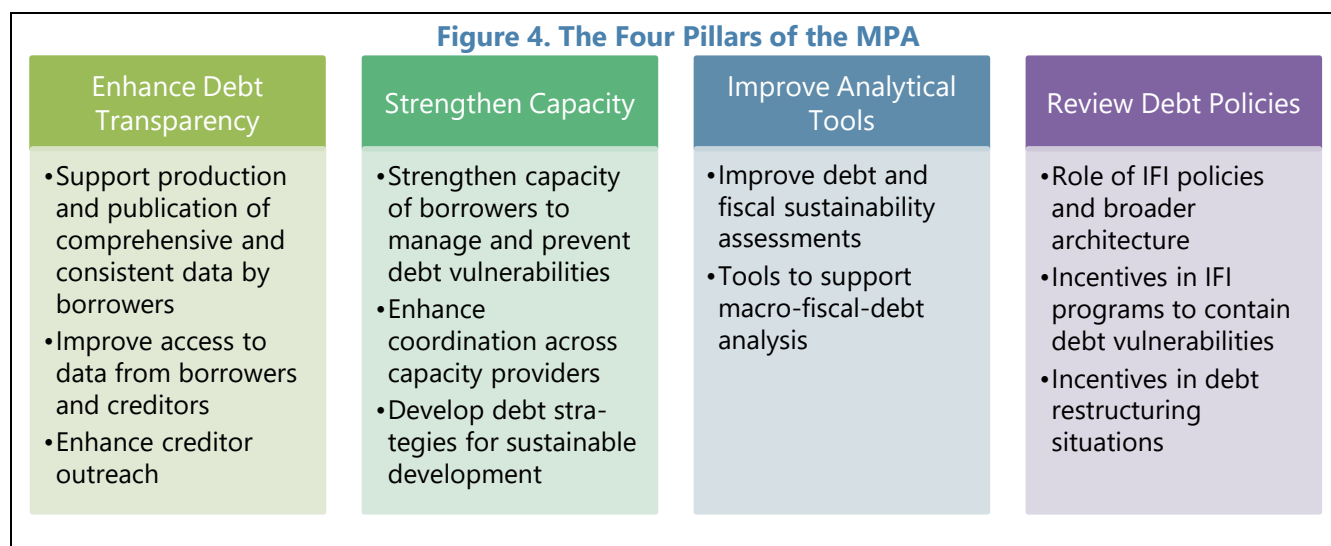 Figure 4. The Four Pillars of the MPA
Enhance Debt
Transparency
•Support production
and publication of
comprehensive and
consistent data by
borrowers
•Improve access to
data from borrowers
and creditors
•Enhance creditor
outreach
Strengthen Capacity
•Strengthen capacity
of borrowers to
manage and prevent
debt vulnerabilities
•Enhance
coordination across
capacity providers
•Develop debt stra-
tegies for sustainable
development
Improve Analytical
Tools
•Improve debt and
fiscal sustainability
assessments
•Tools to support
macro-fiscal-debt
analysis
Review Debt Policies
•Role of IFI policies
and broader
architecture
•Incentives in IFI
programs to contain
debt vulnerabilities
•Incentives in debt
restructuring
situations